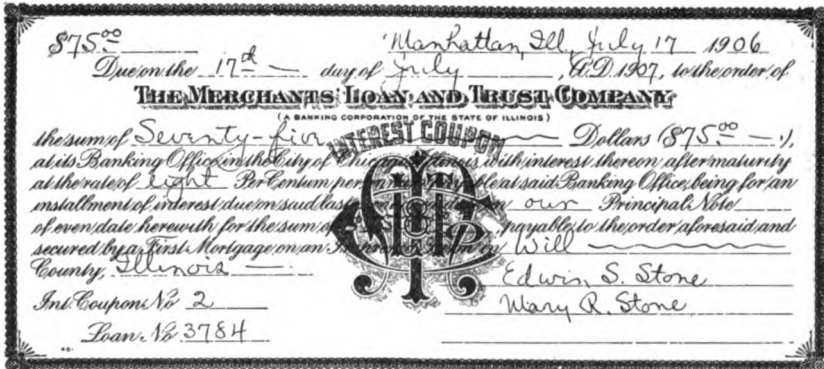 $75.00 Manhattan, Ill, July 17 1906
Due on the 17th day of July, A.D. 1907, to the order of
THE MERCHANTS LOAN AND TRUST COMPANY
(A BANKING CORPORATION OF THE STATE OF ILLINOIS)
the sum of Seventy-five Dollars ($75.00),
INTEREST COUPON
at its Banking Office, in the City of Chicago, Illinois with interest thereon after maturity
at the rate of eight Per Centum per payable at said Banking Office, being for an
installment of interest due on said last our Principal Note
of even date herewith for the sum payable to the order aforesaid and
secured by a First Mortgage on on Will
County, Illinois
Edwin S. Stone
Int. Coupon No 2
Mary R. Stone
Loan No 3784